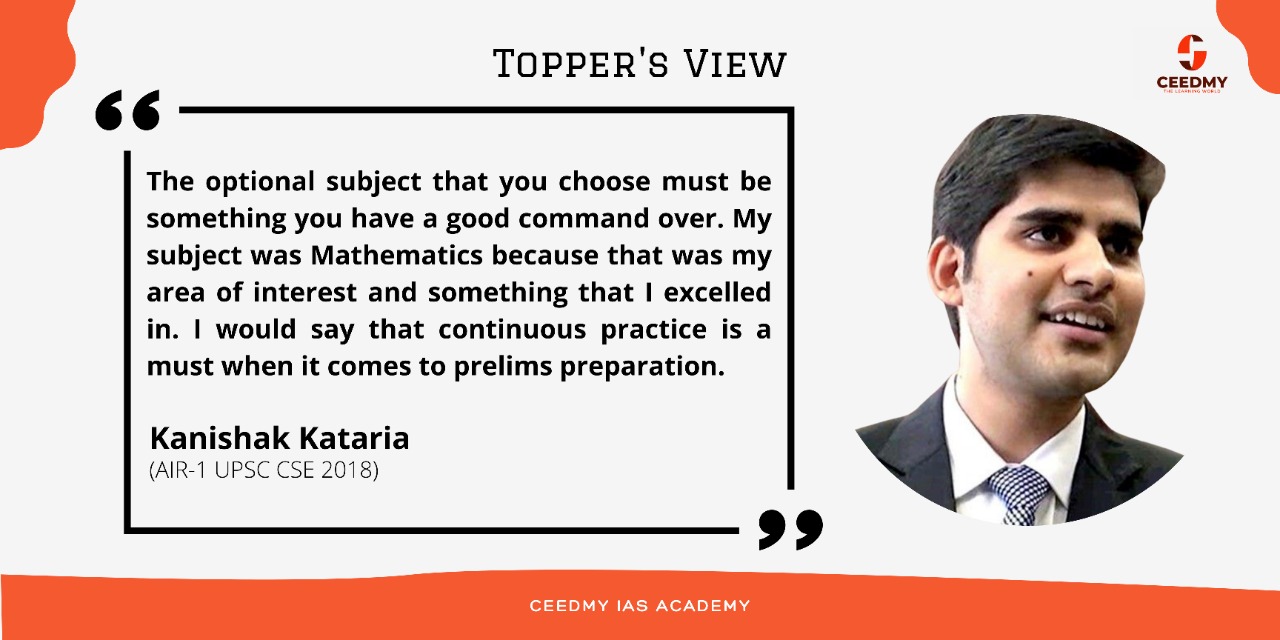 Topper's View
CEEDMY
THE LEARNING WORLD
The optional subject that you choose must be
something you have a good command over. My
subject was Mathematics because that was my
area of interest and something that I excelled
in. I would say that continuous practice is a
must when it comes to prelims preparation.
Kanishak Kataria
(AIR-1 UPSC CSE 2018)
CEEDMY IAS ACADEMY